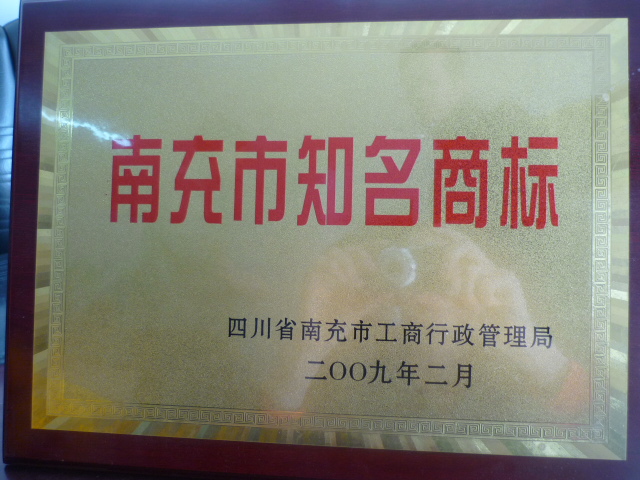 南充市知名商标
四川省南充市工商行政管理局
二OO九年二月